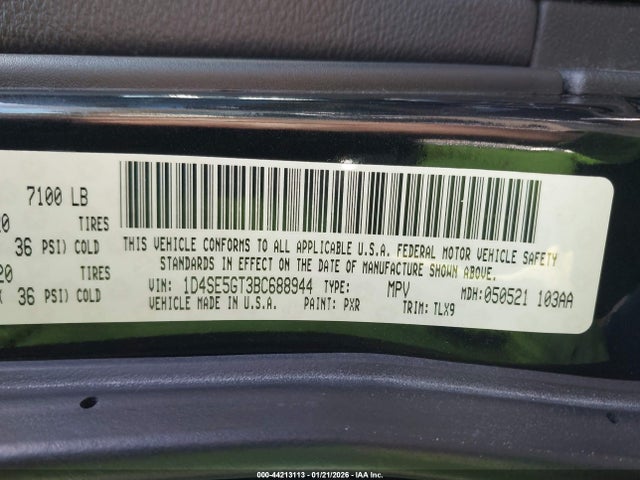 7100 LB
20 TIRES
36 PSI) COLD
20 TIRES
36 PSI) COLD
THIS VEHICLE CONFORMS TO ALL APPLICABLE U.S.A. FEDERAL MOTOR VEHICLE SAFETY
STANDARDS IN EFFECT ON THE DATE OF MANUFACTURE SHOWN ABOVE.
VIN: 1D4SE5GT3BC688944 TYPE: MPV MDH: 050521 103AA
VEHICLE MADE IN U.S.A. PAINT: PXR TRIM: TLX9
000-44213113 - 01/21/2026 - IAA Inc.